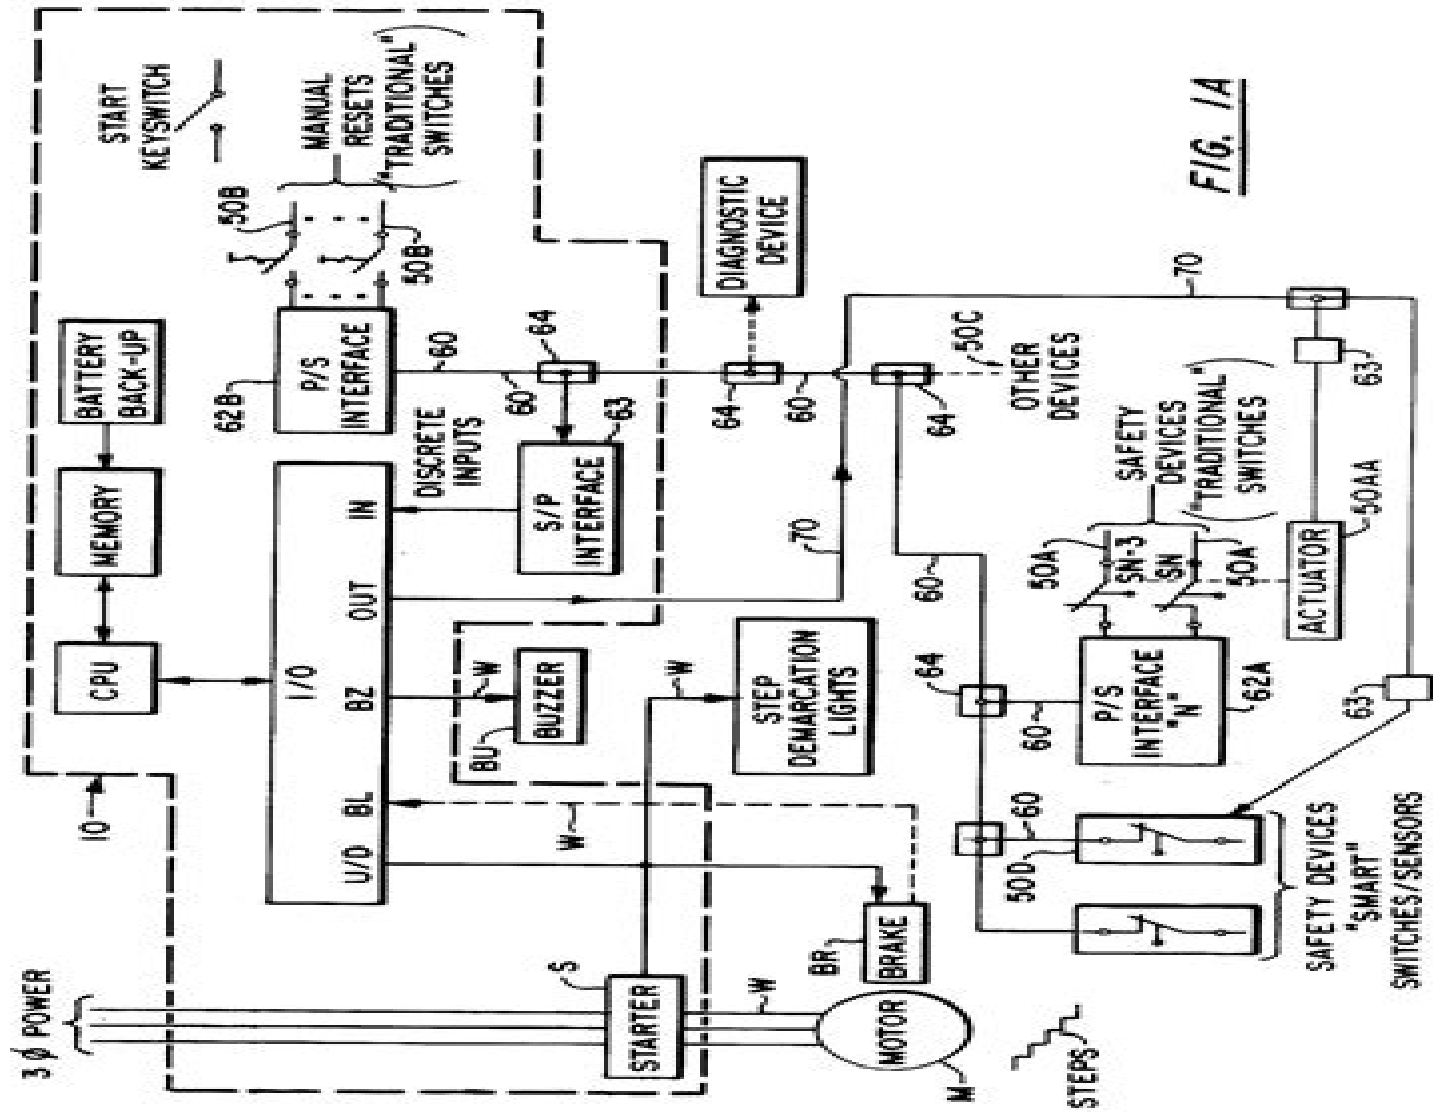 3Ø POWER
10
STARTER
S
MOTOR
M
W
STEPS
BRAKE
BR
W
U/D
BL
BZ
OUT
IN
I/O
CPU
MEMORY
BATTERY
BACK-UP
START
KEYSWITCH
MANUAL
RESETS
("TRADITIONAL"
SWITCHES)
50B
50B
62B
P/S
INTERFACE
60
DISCRETE
INPUTS
60
64
S/P
INTERFACE
63
BU
BUZZER
W
W
STEP
DEMARCATION
LIGHTS
DIAGNOSTIC
DEVICE
64
60
70
64
50C
OTHER
DEVICES
70
60
64
60
P/S
INTERFACE
"N"
62A
50A
SN-3
SN
50A
SAFETY
DEVICES
("TRADITIONAL"
SWITCHES)
ACTUATOR
50AA
63
63
50D
60
SAFETY DEVICES
"SMART"
SWITCHES/SENSORS
FIG. 1A